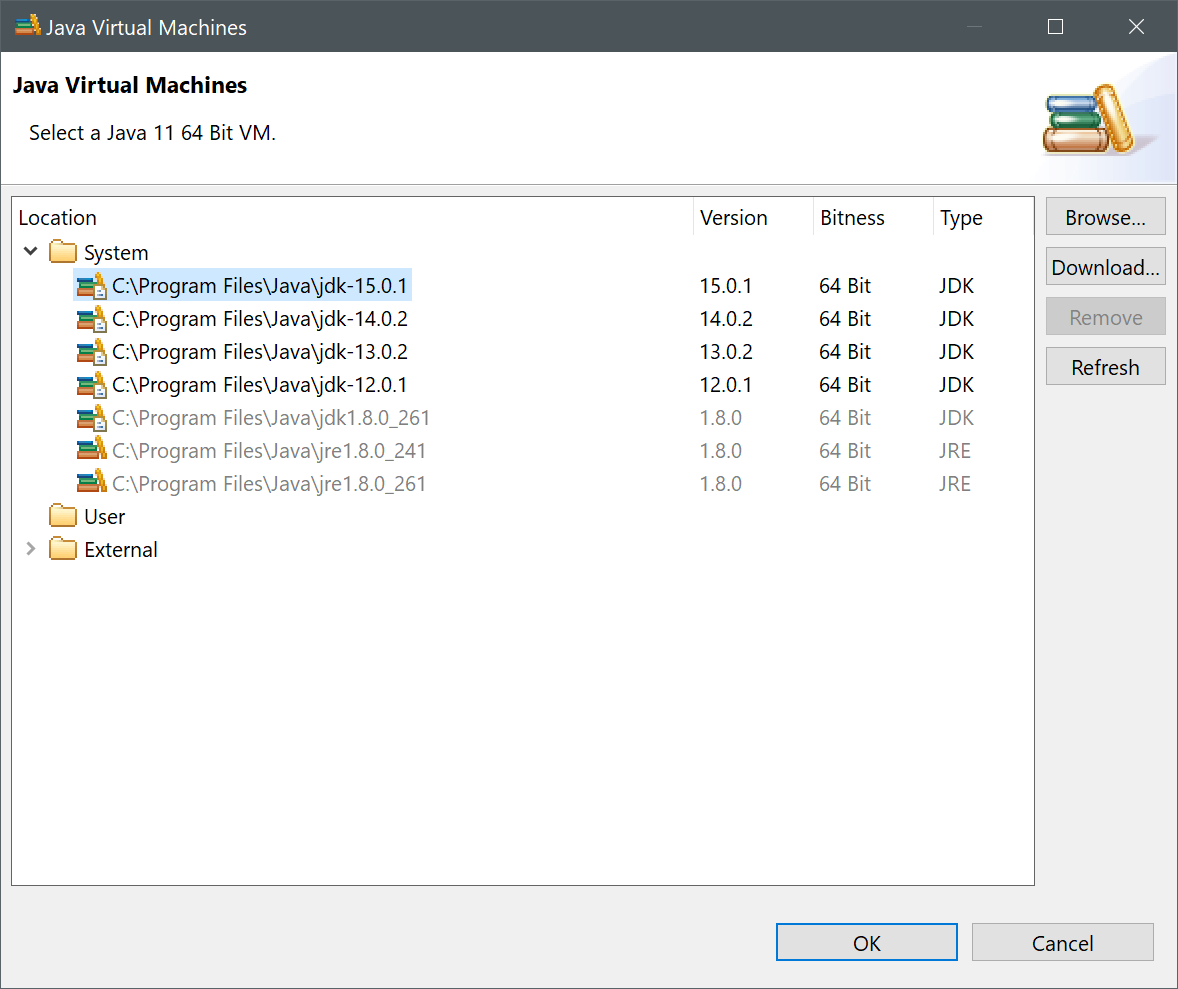 Java Virtual Machines
Java Virtual Machines
Select a Java 11 64 Bit VM.
Location Version Bitness Type
System
C:\Program Files\Java\jdk-15.0.1 15.0.1 64 Bit JDK
C:\Program Files\Java\jdk-14.0.2 14.0.2 64 Bit JDK
C:\Program Files\Java\jdk-13.0.2 13.0.2 64 Bit JDK
C:\Program Files\Java\jdk-12.0.1 12.0.1 64 Bit JDK
C:\Program Files\Java\jdk1.8.0_261 1.8.0 64 Bit JDK
C:\Program Files\Java\jre1.8.0_241 1.8.0 64 Bit JRE
C:\Program Files\Java\jre1.8.0_261 1.8.0 64 Bit JRE
User
External
Browse...
Download...
Remove
Refresh
OK Cancel